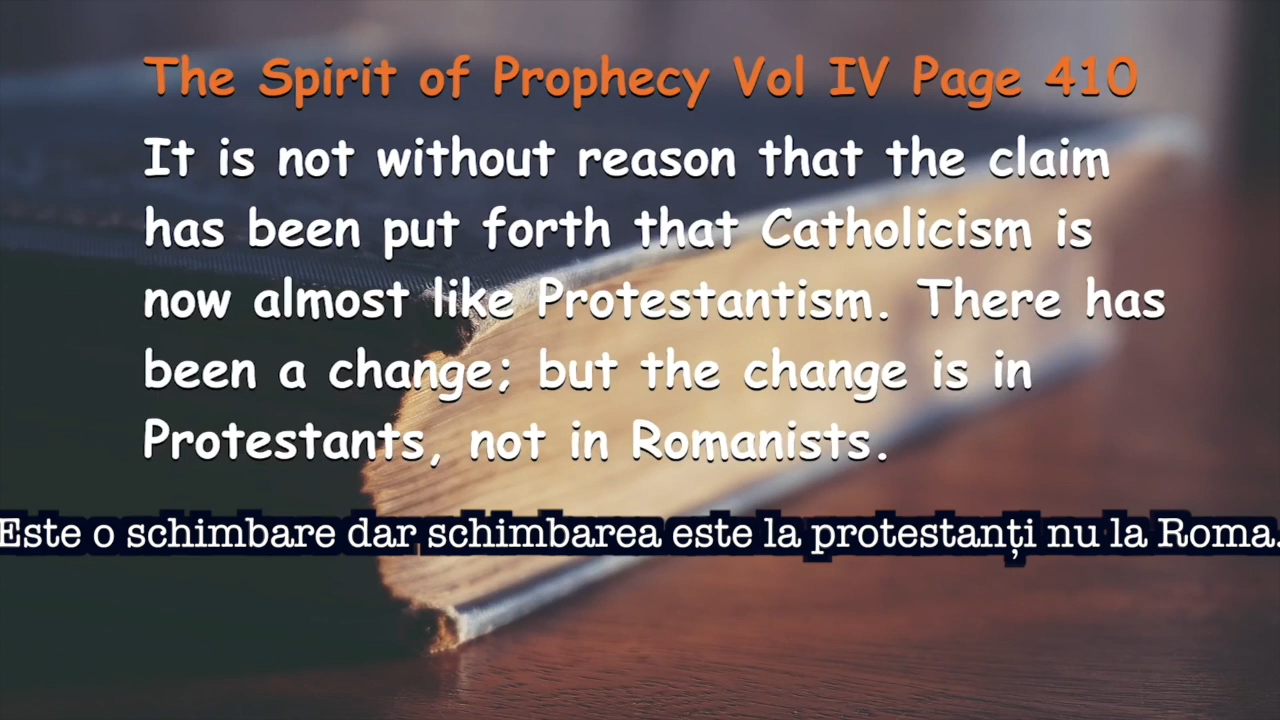 The Spirit of Prophecy Vol IV Page 410
It is not without reason that the claim
has been put forth that Catholicism is
now almost like Protestantism. There has
been a change; but the change is in
Protestants, not in Romanists.
Este o schimbare dar schimbarea este la protestanți nu la Roma.